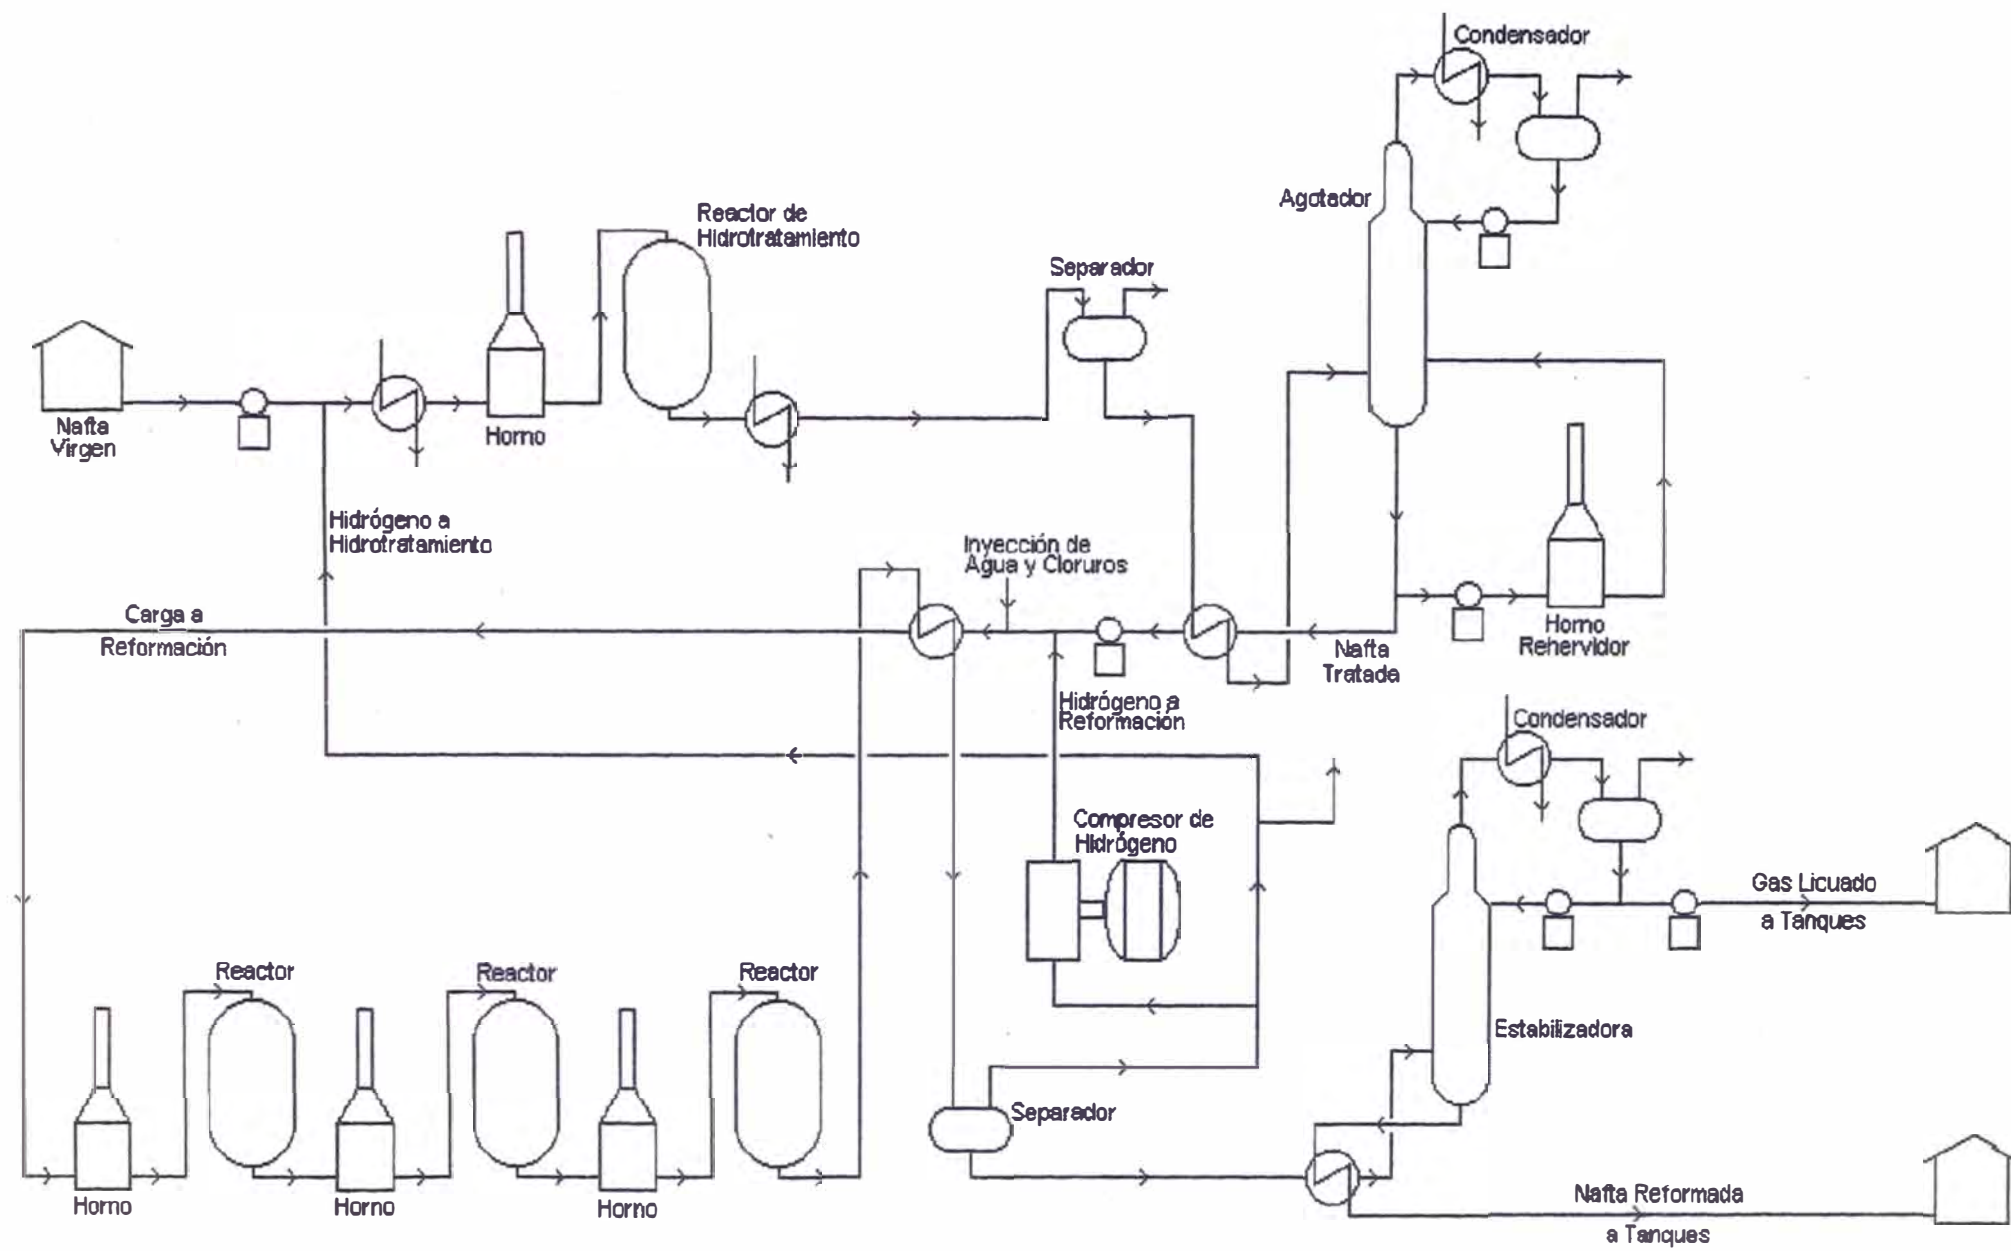 Condensador
Agotador
Reactor de
Hidrotratamiento
Separador
Nafta
Virgen
Horno
Hidrógeno a
Hidrotratamiento
Inyección de
Agua y Cloruros
Carga a
Reformación
Horno
Rehervidor
Nafta
Tratada
Hidrógeno a
Reformación
Condensador
Compresor de
Hidrógeno
Gas Licuado
a Tanques
Reactor
Reactor
Reactor
Estabilizadora
Separador
Horno
Horno
Horno
Nafta Reformada
a Tanques